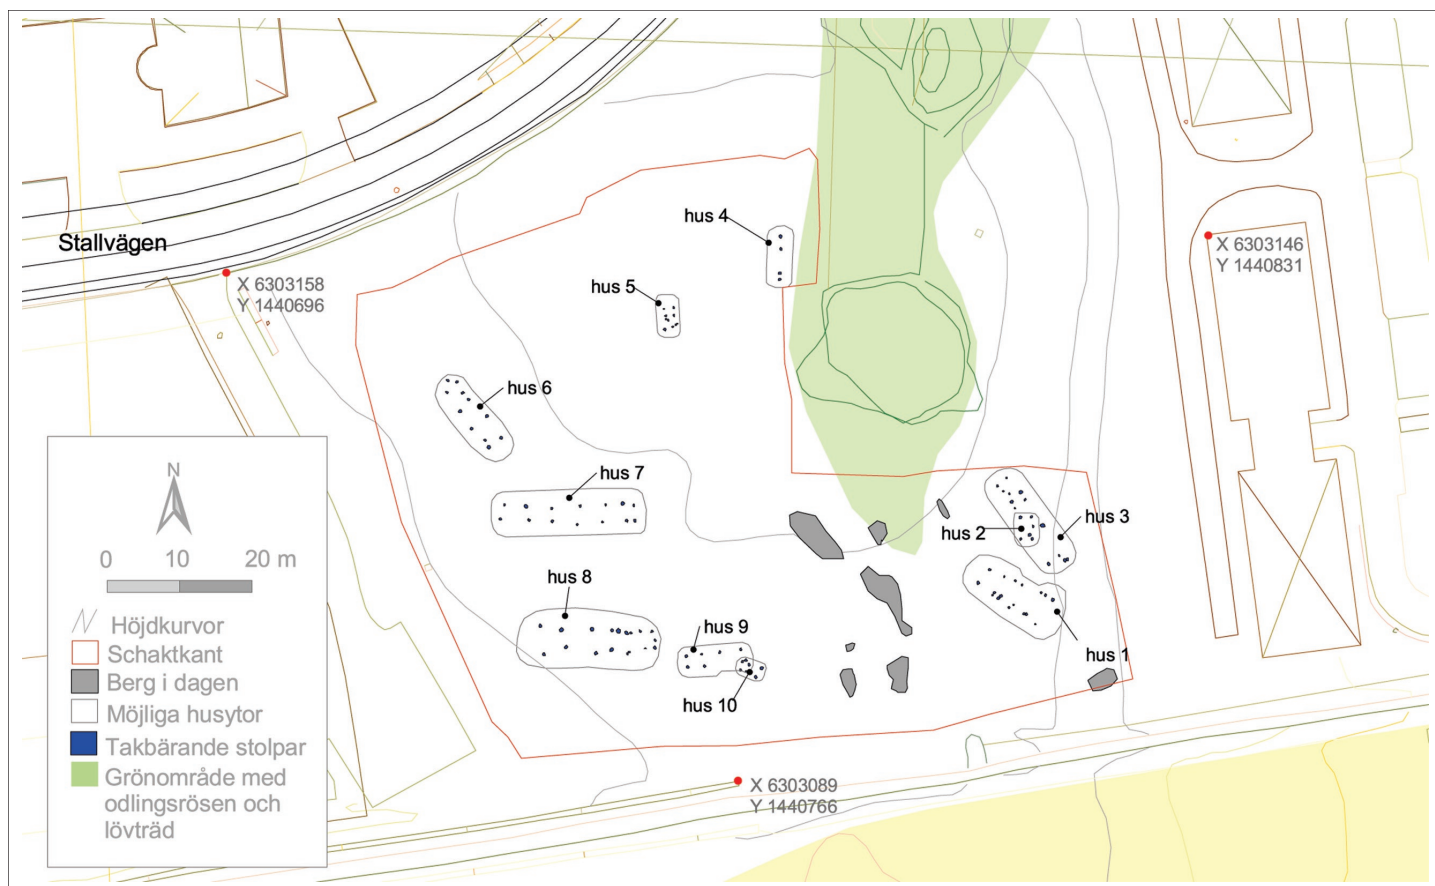 Stallvägen
X 6303158
Y 1440696
hus 4
hus 5
X 6303146
Y 1440831
hus 6
hus 7
hus 2
hus 3
hus 8
hus 9
hus 1
hus 10
X 6303089
Y 1440766
N
0 10 20 m
Höjdkurvor
Schaktkant
Berg i dagen
Möjliga husytor
Takbärande stolpar
Grönområde med
odlingsrösen och
lövträd